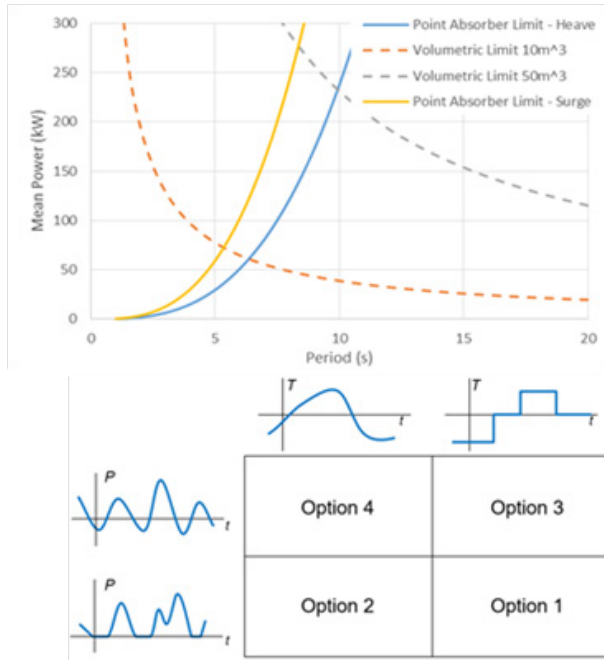 300
250
200
150
100
50
0
Mean Power (kW)
Point Absorber Limit - Heave
Volumetric Limit 10m^3
Volumetric Limit 50m^3
Point Absorber Limit - Surge
0 5 10 15 20
Period (s)
T t T t
P t Option 4 Option 3
P t Option 2 Option 1